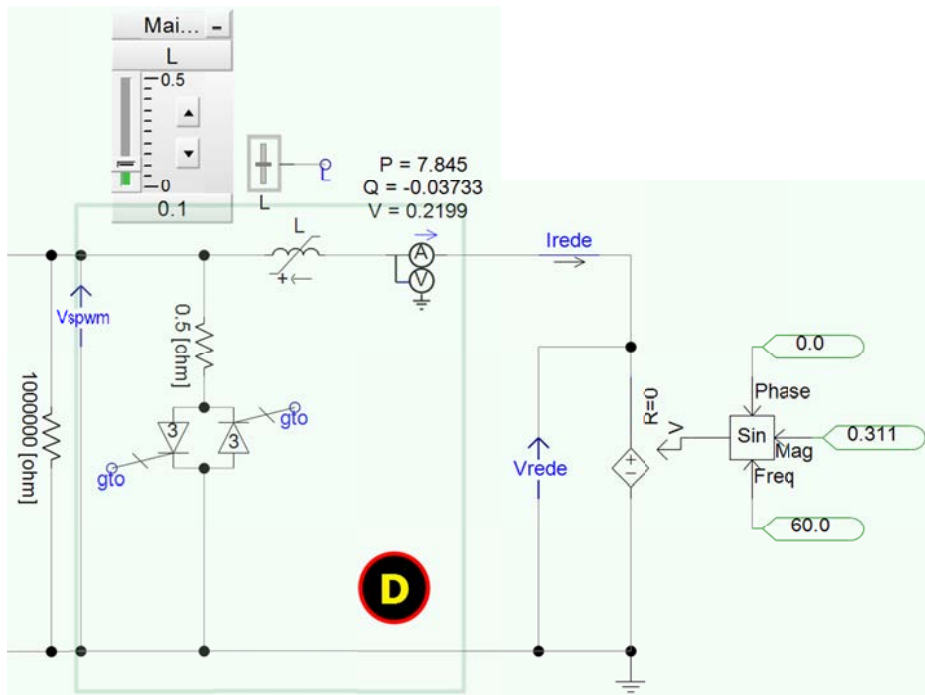 Mai... –
L
0.5
0
0.1
L
L
P = 7.845
Q = -0.03733
V = 0.2199
L
+
A
V
Irede
Vspwm
0.5 [ohm]
1000000 [ohm]
3
3
gto
gto
D
Vrede
R=0
+
-
V
Sin
Phase
Mag
Freq
0.0
0.311
60.0